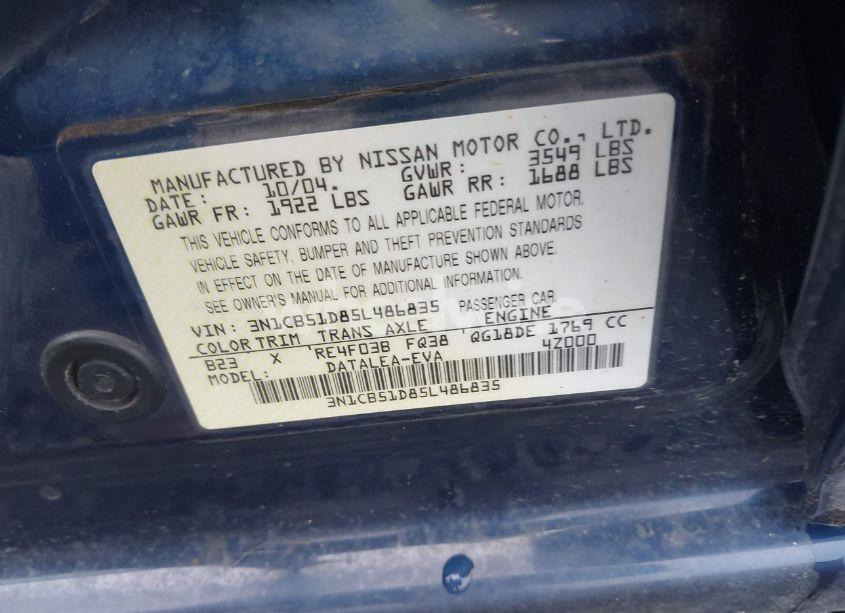 MANUFACTURED BY NISSAN MOTOR CO., LTD.
DATE: 10/04. GVWR: 3549 LBS
GAWR FR: 1922 LBS GAWR RR: 1688 LBS
THIS VEHICLE CONFORMS TO ALL APPLICABLE FEDERAL MOTOR
VEHICLE SAFETY, BUMPER AND THEFT PREVENTION STANDARDS
IN EFFECT ON THE DATE OF MANUFACTURE SHOWN ABOVE.
SEE OWNER'S MANUAL FOR ADDITIONAL INFORMATION.
VIN: 3N1CB51D85L486835 PASSENGER CAR.
COLOR TRIM TRANS AXLE ENGINE
B23 X RE4F03B FQ38 QG18DE 1769 CC
MODEL: DATALEA-EVA 4Z000
3N1CB51D85L486835